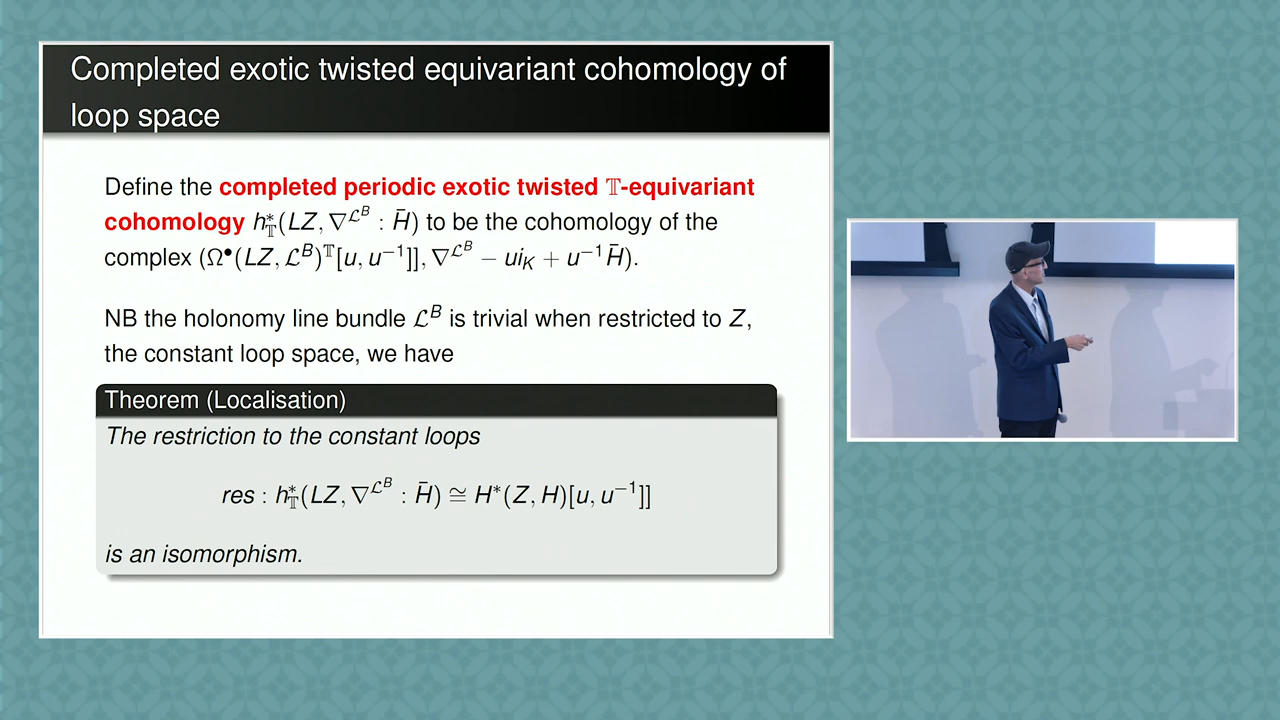 Completed exotic twisted equivariant cohomology of
loop space
Define the completed periodic exotic twisted 𝕋-equivariant
cohomology h*_𝕋(LZ, ∇^{ℒ^B} : H̄) to be the cohomology of the
complex (Ω^•(LZ, ℒ^B)^𝕋[u, u^{-1}]], ∇^{ℒ^B} − ui_K + u^{-1}H̄).
NB the holonomy line bundle ℒ^B is trivial when restricted to Z,
the constant loop space, we have
Theorem (Localisation)
The restriction to the constant loops
res : h*_𝕋(LZ, ∇^{ℒ^B} : H̄) ≅ H*(Z, H)[u, u^{-1}]]
is an isomorphism.